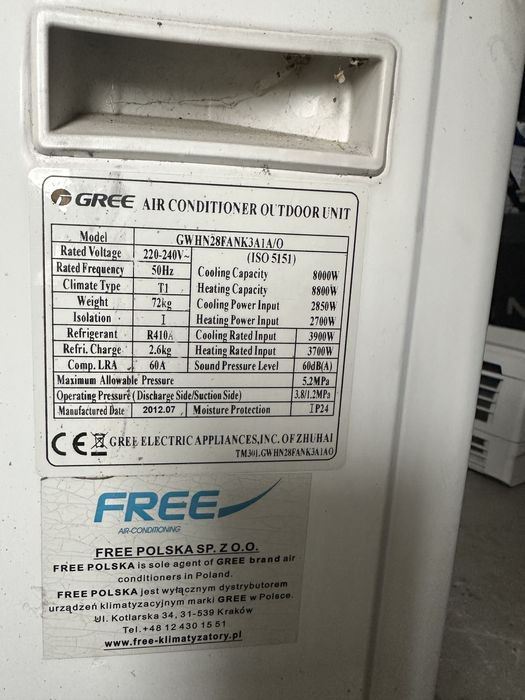 GREE AIR CONDITIONER OUTDOOR UNIT
Model GWHN28FANK3A1A/O
Rated Voltage 220-240V~ (ISO 5151)
Rated Frequency 50Hz Cooling Capacity 8000W
Climate Type T1 Heating Capacity 8800W
Weight 72kg Cooling Power Input 2850W
Isolation I Heating Power Input 2700W
Refrigerant R410A Cooling Rated Input 3900W
Refri. Charge 2.6kg Heating Rated Input 3700W
Comp. LRA 60A Sound Pressure Level 60dB(A)
Maximum Allowable Pressure 5.2MPa
Operating Pressure (Discharge Side/Suction Side) 3.8/1.2MPa
Manufactured Date 2012.07 Moisture Protection IP24
CE GREE ELECTRIC APPLIANCES,INC. OF ZHUHAI
TM301.GWHN28FANK3A1AO
FREE
AIR-CONDITIONING
FREE POLSKA SP. Z O.O.
FREE POLSKA is sole agent of GREE brand air
conditioners in Poland.
FREE POLSKA jest wyłącznym dystrybutorem
urządzeń klimatyzacyjnym marki GREE w Polsce.
Ul. Kotlarska 34, 31-539 Kraków
Tel.+48 12 430 15 51
www.free-klimatyzatory.pl